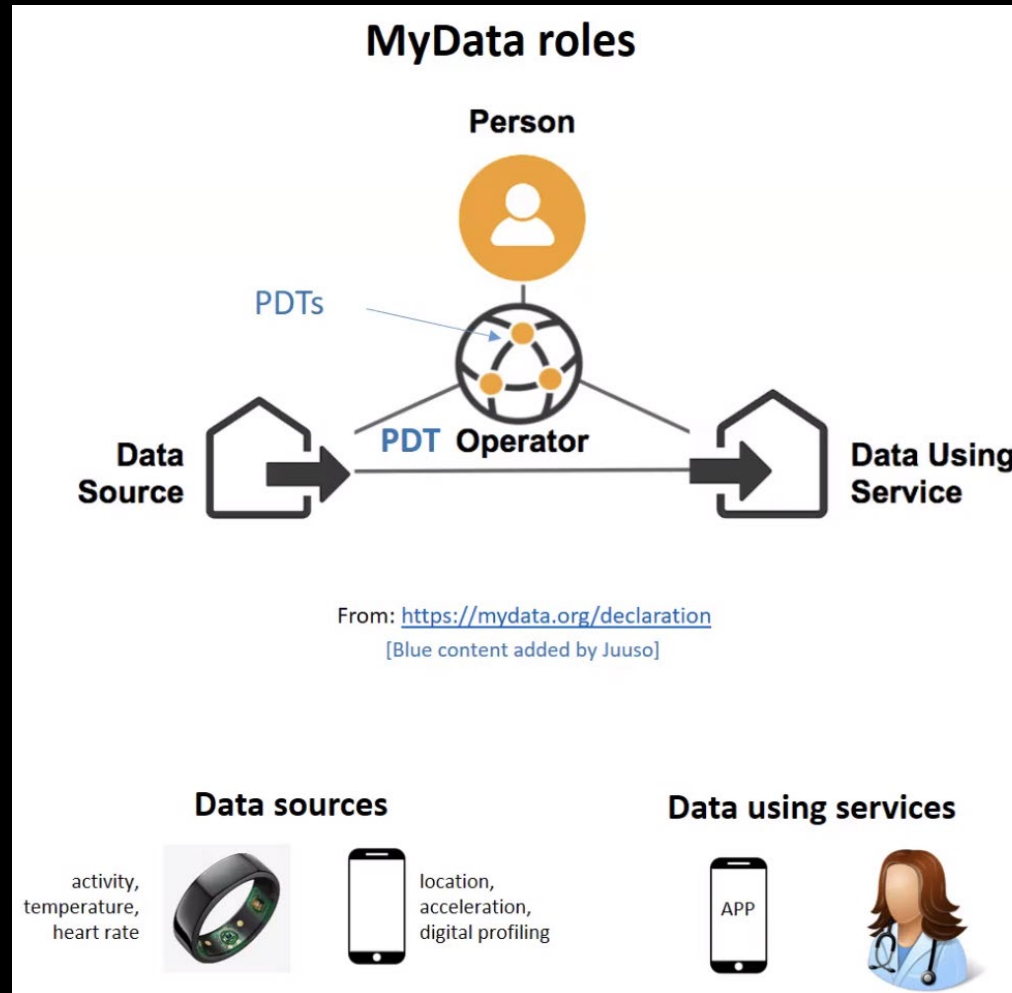 MyData roles
Person
PDTs
PDT Operator
Data
Source
Data Using
Service
From: https://mydata.org/declaration
[Blue content added by Juuso]
Data sources
activity,
temperature,
heart rate
location,
acceleration,
digital profiling
Data using services
APP